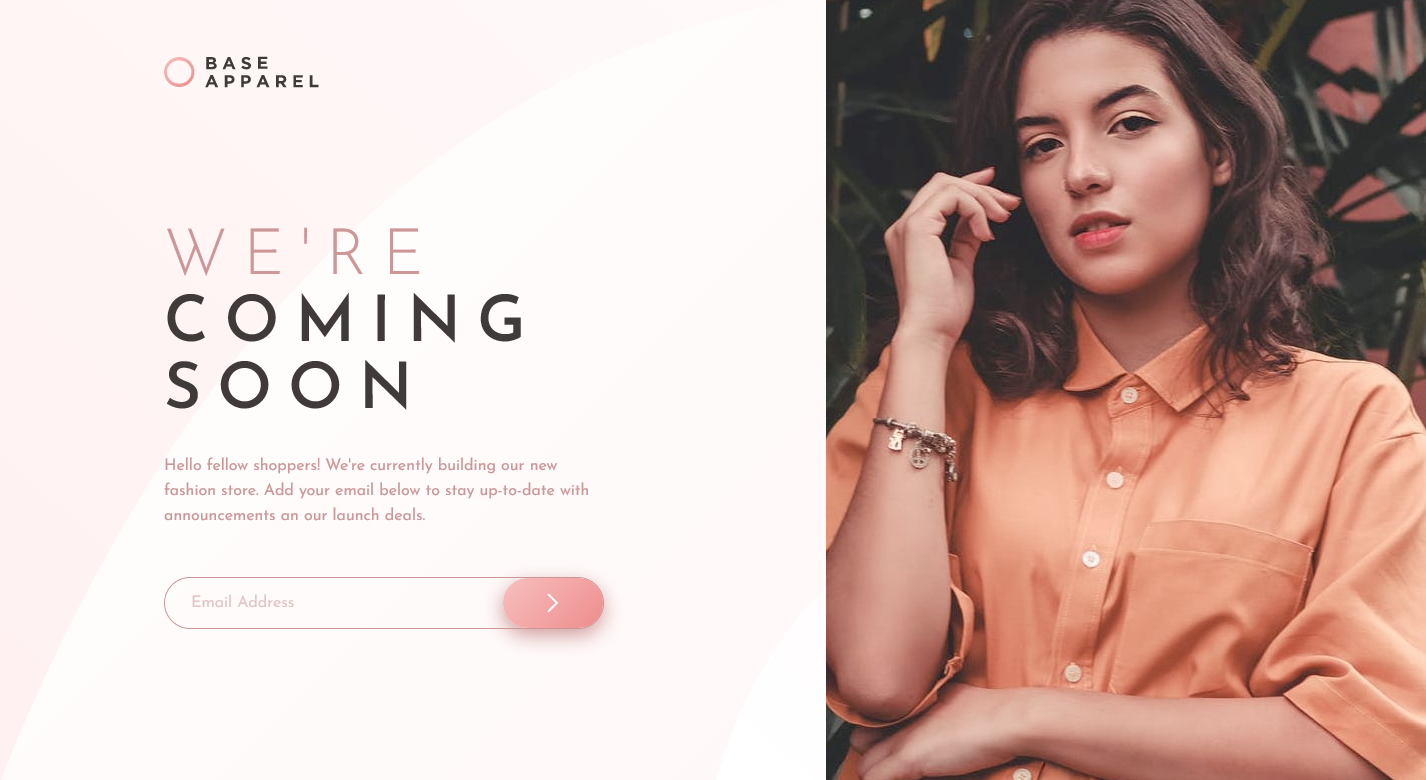 BASE
APPAREL
WE'RE
COMING
SOON
Hello fellow shoppers! We're currently building our new
fashion store. Add your email below to stay up-to-date with
announcements an our launch deals.
Email Address